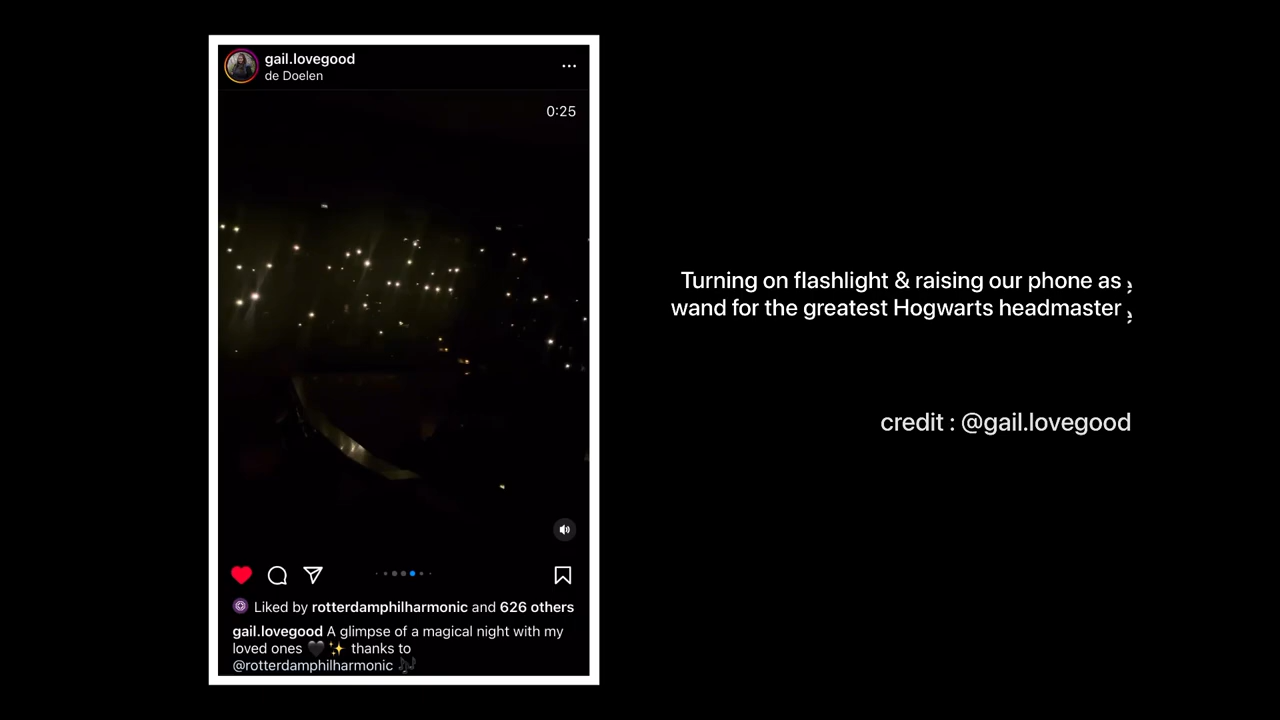 gail.lovegood
de Doelen
0:25
Liked by rotterdamphilharmonic and 626 others
gail.lovegood A glimpse of a magical night with my
loved ones 🖤✨ thanks to
@rotterdamphilharmonic 🎶
Turning on flashlight & raising our phone as
wand for the greatest Hogwarts headmaster
credit : @gail.lovegood